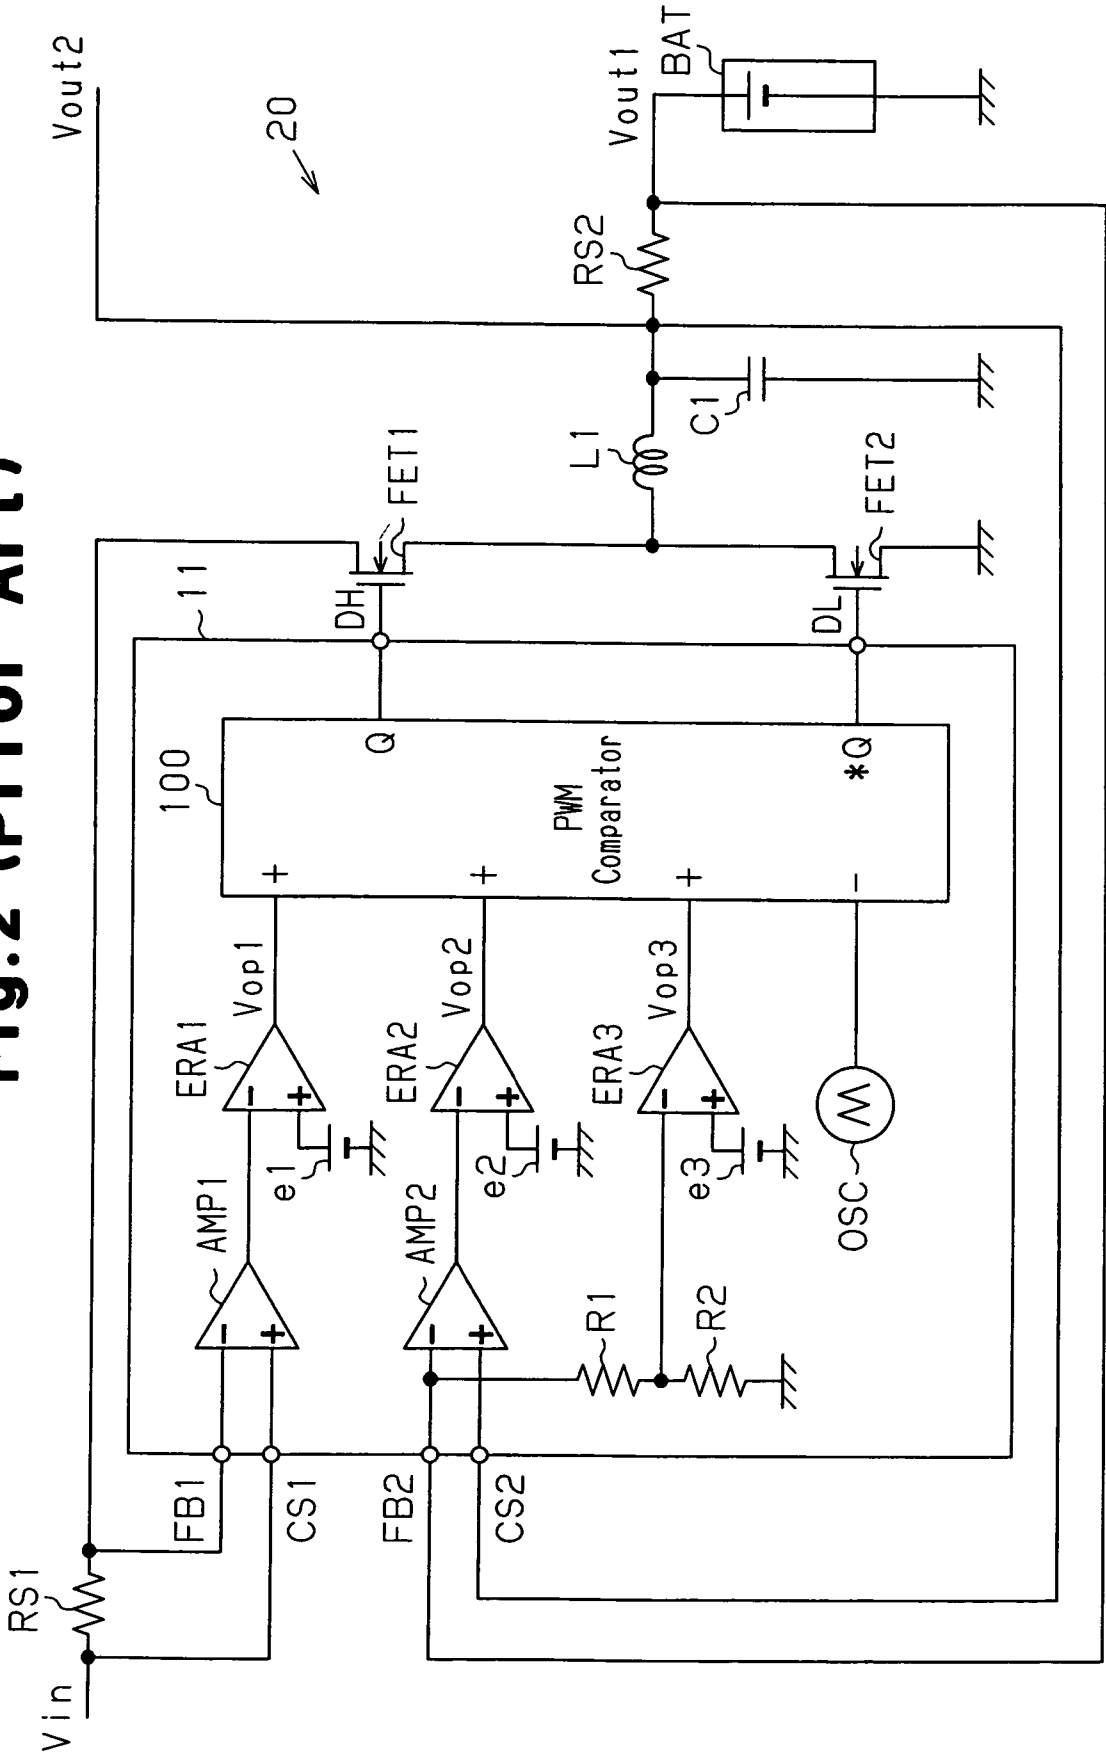 Fig.2 (Prior Art)
Vin
RS1
FB1
CS1
FB2
CS2
AMP1
AMP2
R1
R2
e1
e2
e3
OSC
ERA1
ERA2
ERA3
Vop1
Vop2
Vop3
+
+
+
-
100
PWM
Comparator
Q
*Q
11
DH
DL
FET1
FET2
L1
C1
RS2
20
Vout2
Vout1
BAT